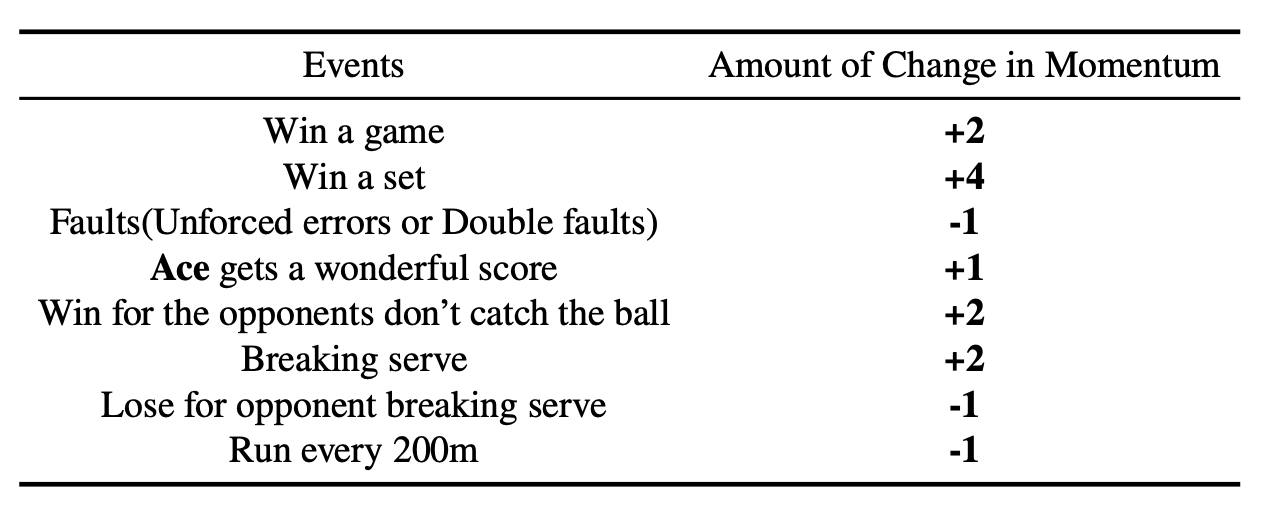 Events Amount of Change in Momentum
Win a game +2
Win a set +4
Faults(Unforced errors or Double faults) -1
Ace gets a wonderful score +1
Win for the opponents don’t catch the ball +2
Breaking serve +2
Lose for opponent breaking serve -1
Run every 200m -1